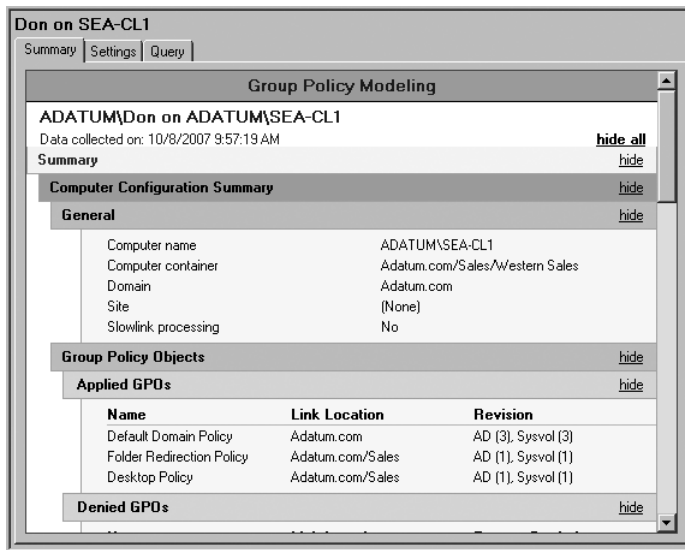 Don on SEA-CL1
Summary Settings Query
Group Policy Modeling
ADATUM\Don on ADATUM\SEA-CL1
Data collected on: 10/8/2007 9:57:19 AM hide all
Summary hide
Computer Configuration Summary hide
General hide
Computer name ADATUM\SEA-CL1
Computer container Adatum.com/Sales/Western Sales
Domain Adatum.com
Site (None)
Slowlink processing No
Group Policy Objects hide
Applied GPOs hide
Name Link Location Revision
Default Domain Policy Adatum.com AD (3), Sysvol (3)
Folder Redirection Policy Adatum.com/Sales AD (1), Sysvol (1)
Desktop Policy Adatum.com/Sales AD (1), Sysvol (1)
Denied GPOs hide